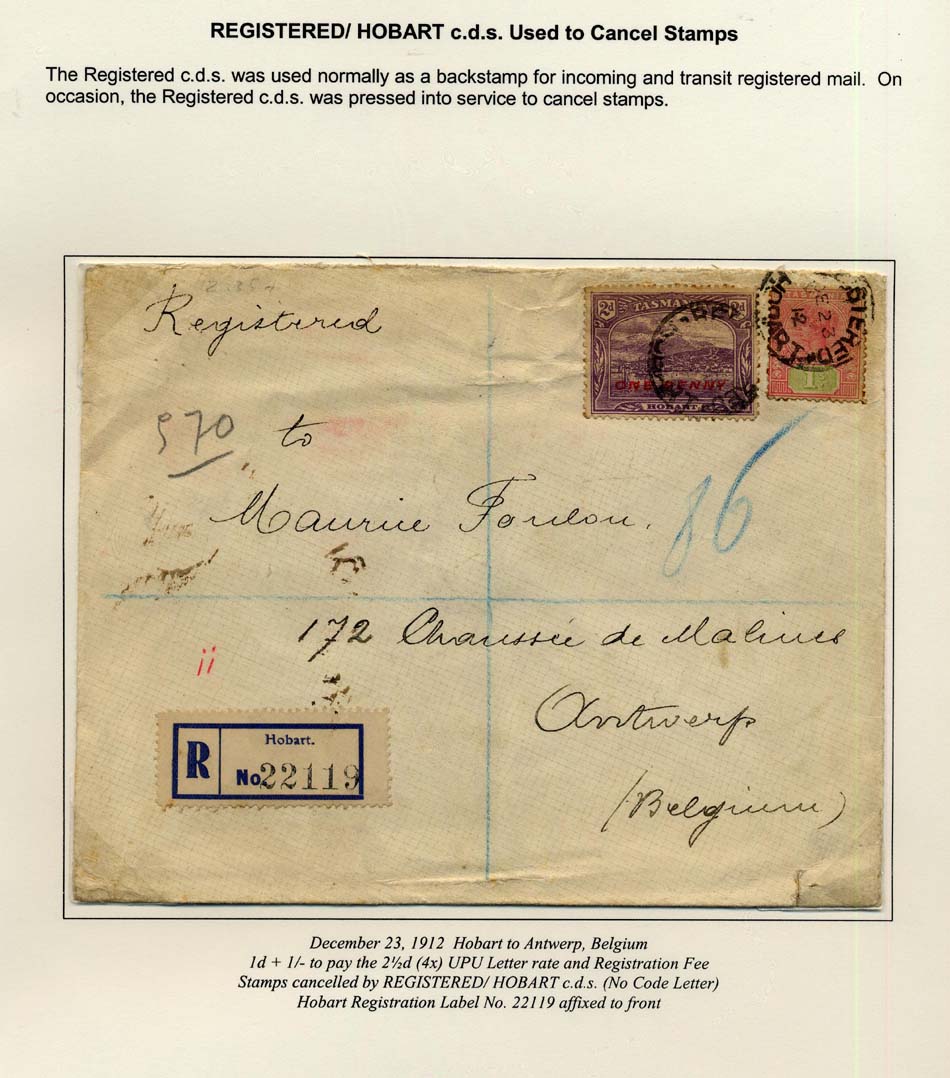 REGISTERED/ HOBART c.d.s. Used to Cancel Stamps
The Registered c.d.s. was used normally as a backstamp for incoming and transit registered mail. On
occasion, the Registered c.d.s. was pressed into service to cancel stamps.
Registered
TASMANIA
2d 2d
ONE PENNY
HOBART
STERED
DE 23
12
HOBART
1/-
970
to
Maurice Foulou.
86
172 Chaussée de Malines
ii
Antwerp
R
Hobart.
No 22119
(Belgium)
December 23, 1912 Hobart to Antwerp, Belgium
1d + 1/- to pay the 2½d (4x) UPU Letter rate and Registration Fee
Stamps cancelled by REGISTERED/ HOBART c.d.s. (No Code Letter)
Hobart Registration Label No. 22119 affixed to front